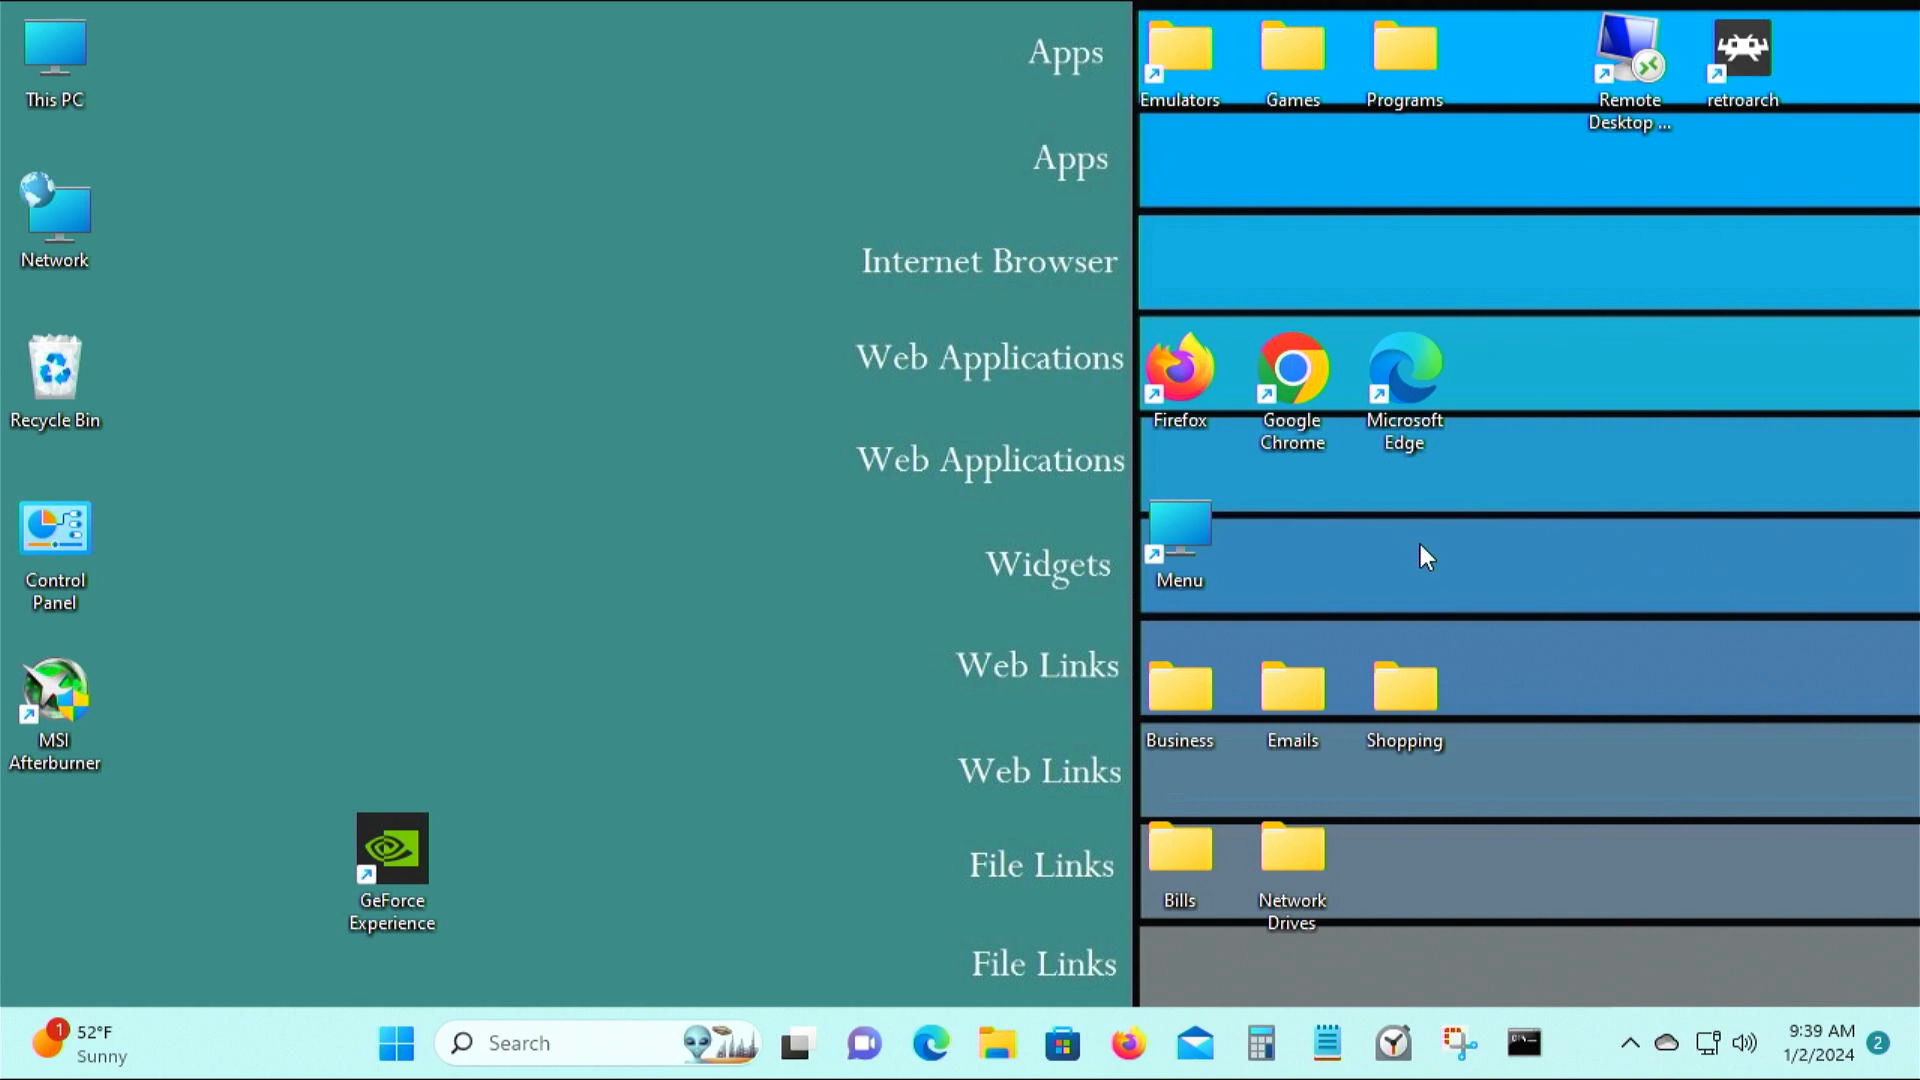 This PC
Network
Recycle Bin
Control
Panel
MSI
Afterburner
GeForce
Experience
Apps
Apps
Internet Browser
Web Applications
Web Applications
Widgets
Web Links
Web Links
File Links
File Links
Emulators
Games
Programs
Remote
Desktop ...
retroarch
Firefox
Google
Chrome
Microsoft
Edge
Menu
Business
Emails
Shopping
Bills
Network
Drives
1
52°F
Sunny
Search
9:39 AM
1/2/2024
2